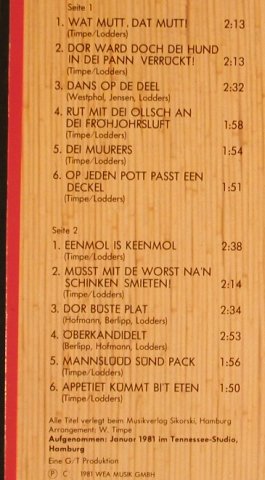 Seite 1
1. WAT MUTT, DAT MUTT! 2:13
(Timpe/Lodders)
2. DOR WARD DOCH DEI HUND
IN DEI PANN VERRÜCKT! 2:13
(Timpe/Lodders)
3. DANS OP DE DEEL 2:32
(Westphal, Jensen, Lodders)
4. RUT MIT DEI OLLSCH AN
DEI FRÖHJOHRSLUFT 1:58
(Timpe/Lodders)
5. DEI MUURERS 1:54
(Timpe/Lodders)
6. OP JEDEN POTT PASST EEN
DECKEL 1:51
(Timpe/Lodders)
Seite 2
1. EENMOL IS KEENMOL 2:38
(Timpe/Lodders)
2. MÜSST MIT DE WORST NA'N
SCHINKEN SMIETEN! 2:14
(Timpe/Lodders)
3. DOR BÜSTE PLAT 2:34
(Hofmann, Berlipp, Lodders)
4. ÖBERKANDIDELT 2:53
(Berlipp, Hofmann, Lodders)
5. MANNSLÜÜD SÜND PACK 1:56
(Timpe/Lodders)
6. APPETIET KÜMMT BI'T ETEN 1:50
(Timpe/Lodders)
Alle Titel verlegt beim Musikverlag Sikorski, Hamburg
Arrangement: W. Timpe
Aufgenommen: Januar 1981 im Tennessee-Studio,
Hamburg
Eine G/T Produktion
Ⓟ C 1981 WEA MUSIK GMBH